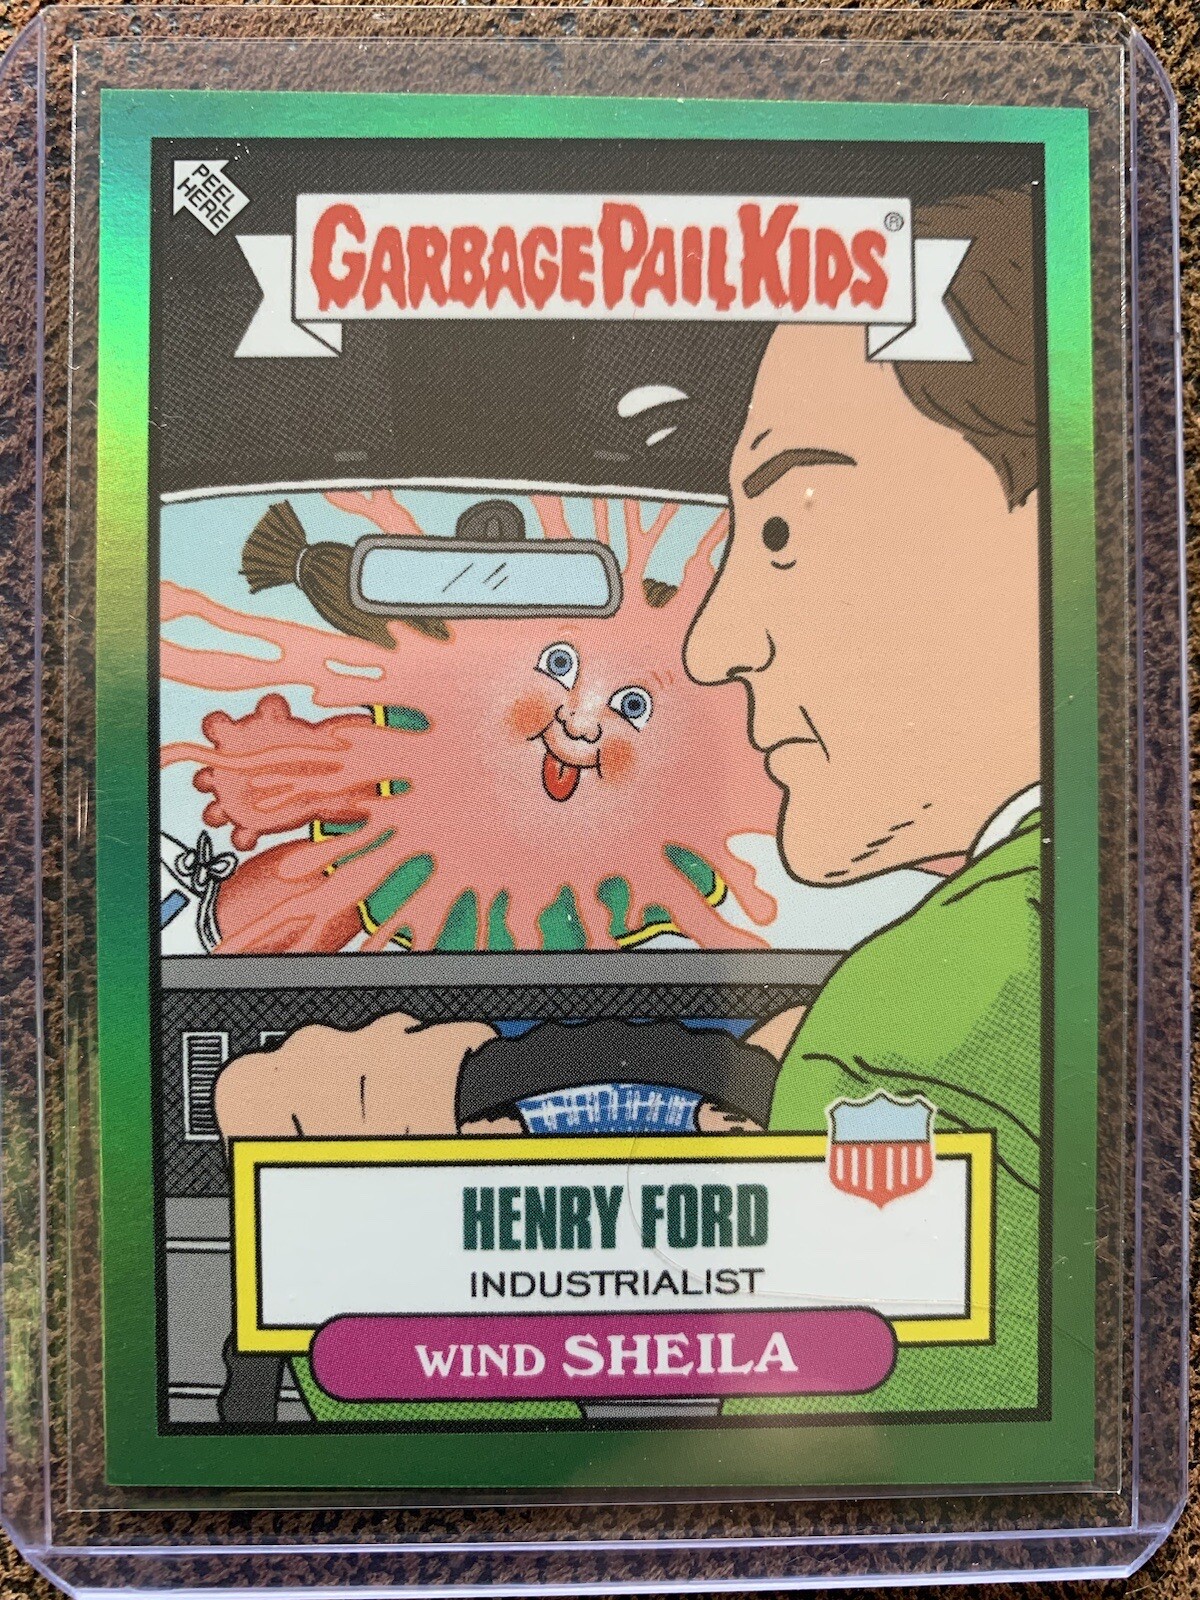 PEEL
HERE
GARBAGE PAIL KIDS®
HENRY FORD
INDUSTRIALIST
WIND SHEILA